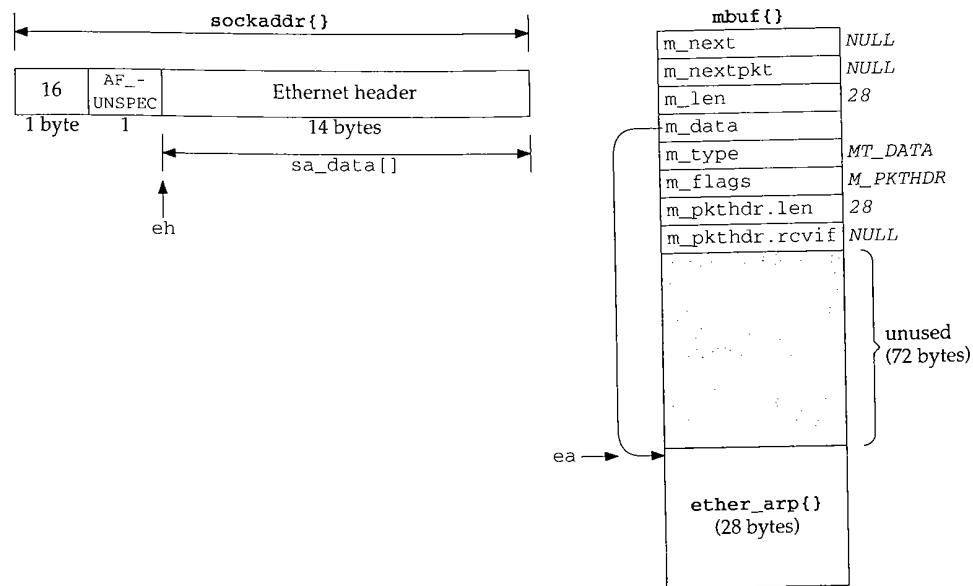 sockaddr{}
16
AF_-
UNSPEC
Ethernet header
1 byte
1
14 bytes
sa_data[]
eh
mbuf{}
m_next NULL
m_nextpkt NULL
m_len 28
m_data
m_type MT_DATA
m_flags M_PKTHDR
m_pkthdr.len 28
m_pkthdr.rcvif NULL
unused
(72 bytes)
ea
ether_arp{}
(28 bytes)